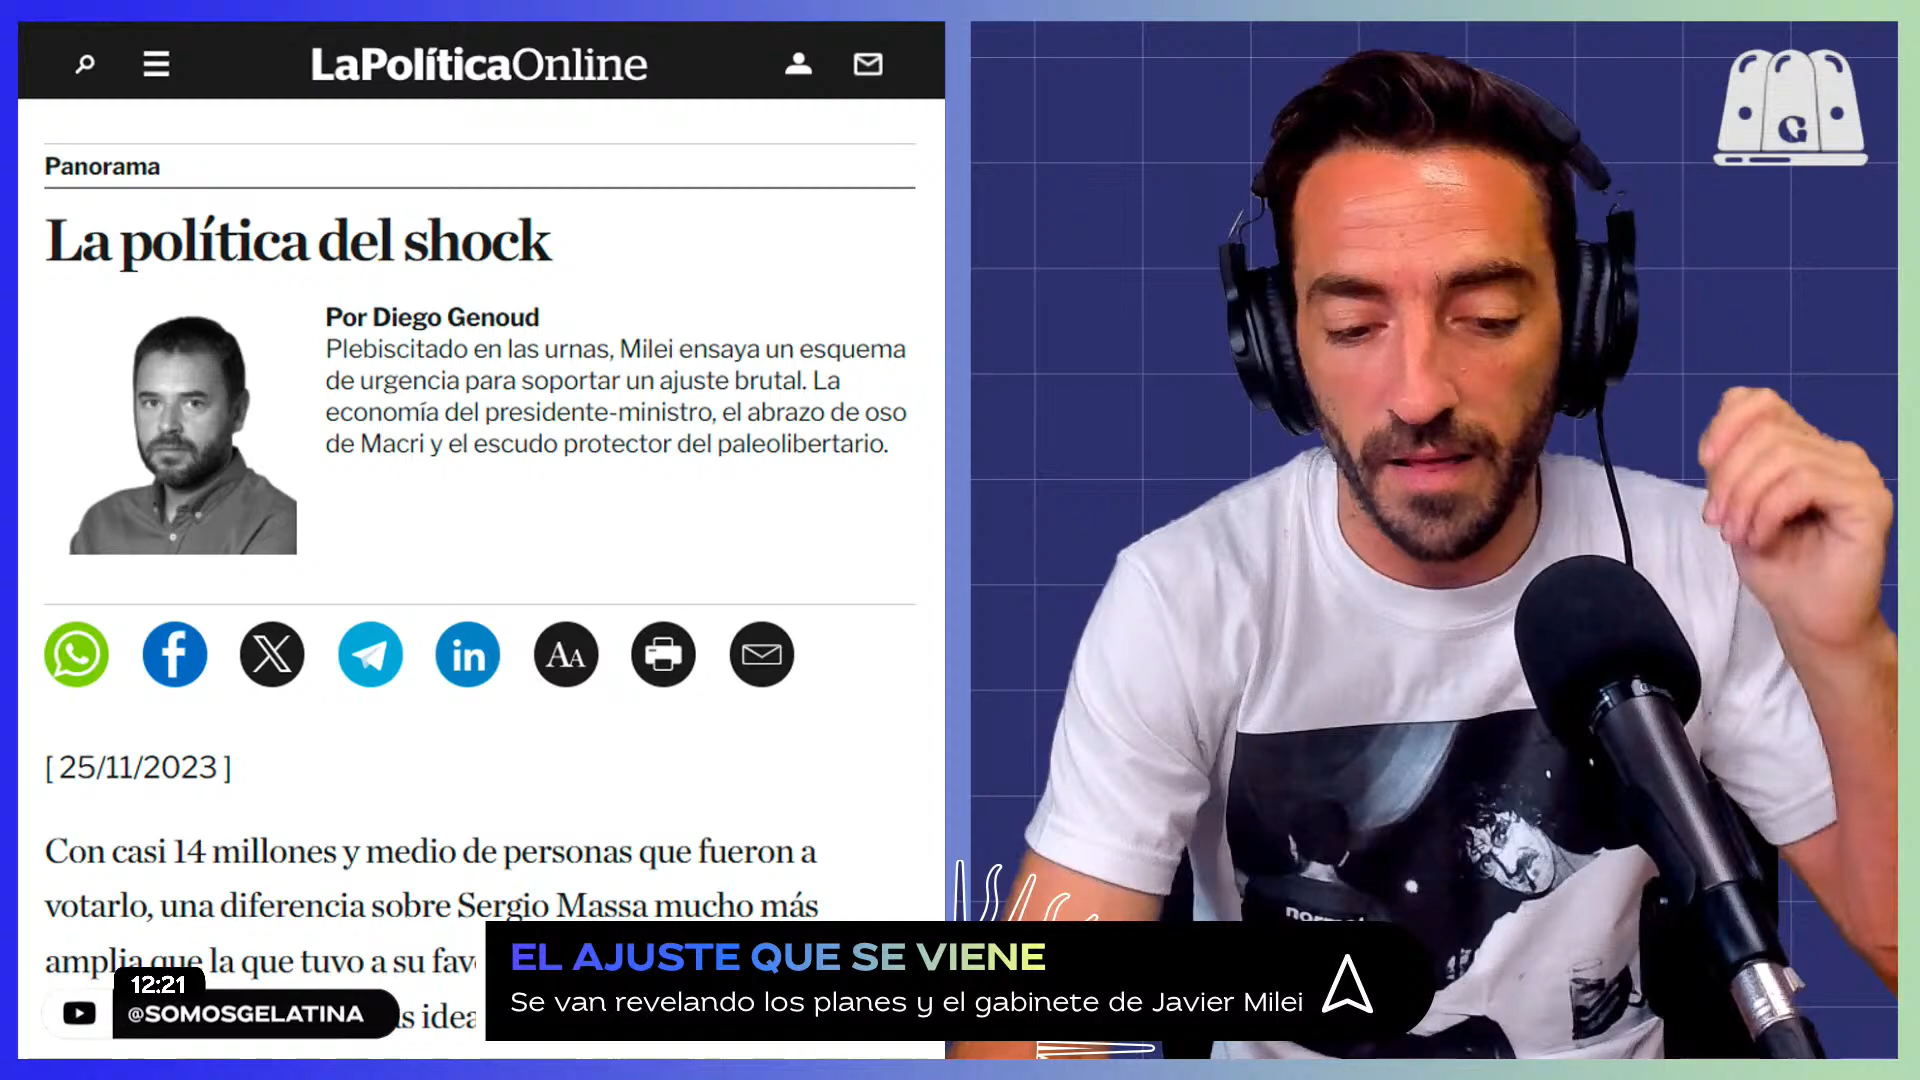 LaPolíticaOnline
Panorama
La política del shock
Por Diego Genoud
Plebiscitado en las urnas, Milei ensaya un esquema
de urgencia para soportar un ajuste brutal. La
economía del presidente-ministro, el abrazo de oso
de Macri y el escudo protector del paleolibertario.
[ 25/11/2023 ]
Con casi 14 millones y medio de personas que fueron a
votarlo, una diferencia sobre Sergio Massa mucho más
amplia que la que tuvo a su
idea
12:21
@SOMOSGELATINA
EL AJUSTE QUE SE VIENE
Se van revelando los planes y el gabinete de Javier Milei
G